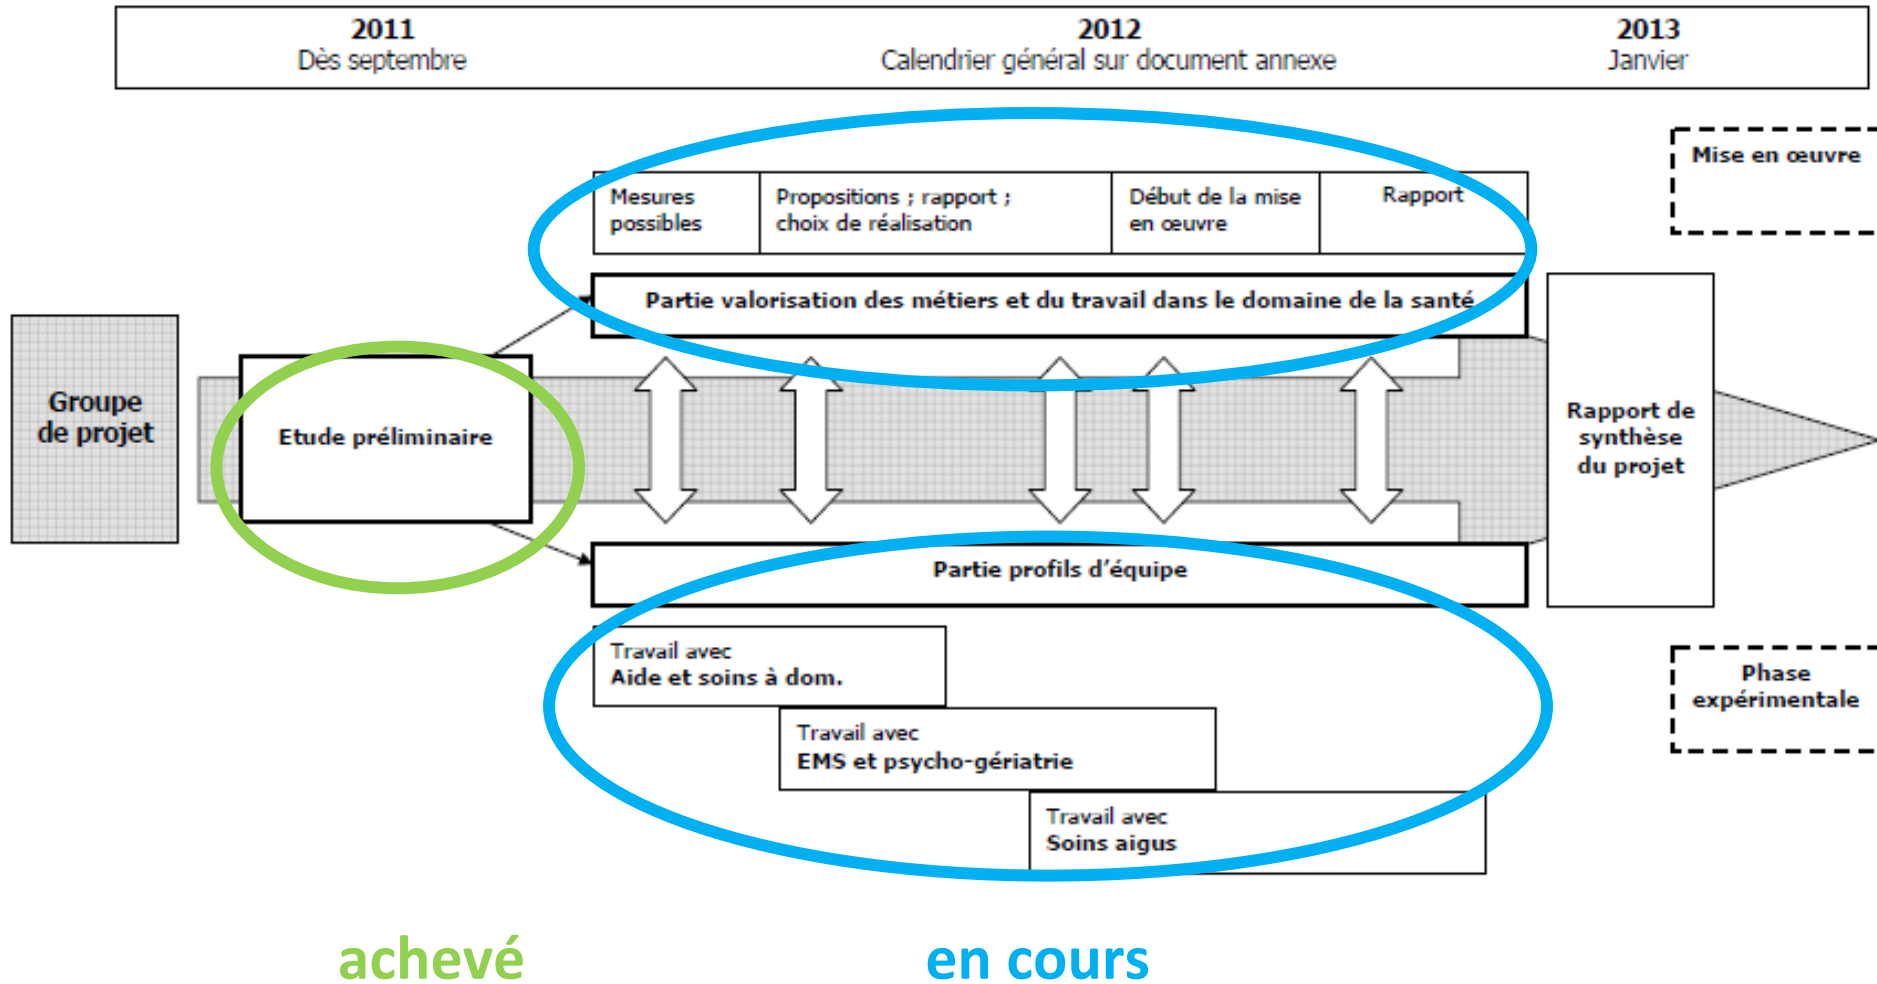 2011
Dès septembre
2012
Calendrier général sur document annexe
2013
Janvier
Mise en œuvre
Mesures
possibles
Propositions ; rapport ;
choix de réalisation
Début de la mise
en œuvre
Rapport
Partie valorisation des métiers et du travail dans le domaine de la santé
Groupe
de projet
Etude préliminaire
Rapport de
synthèse
du projet
Partie profils d'équipe
Travail avec
Aide et soins à dom.
Travail avec
EMS et psycho-gériatrie
Travail avec
Soins aigus
Phase
expérimentale
achevé
en cours